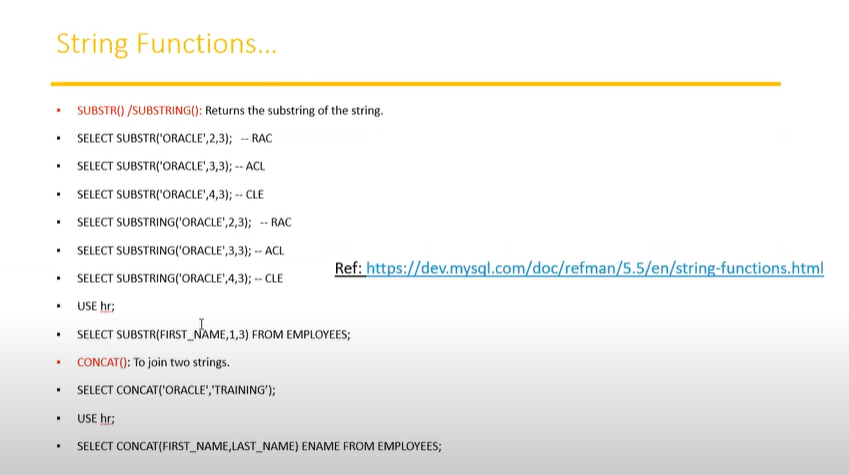 String Functions...
SUBSTR() /SUBSTRING(): Returns the substring of the string.
SELECT SUBSTR('ORACLE',2,3);   -- RAC
SELECT SUBSTR('ORACLE',3,3); -- ACL
SELECT SUBSTR('ORACLE',4,3); -- CLE
SELECT SUBSTRING('ORACLE',2,3);   -- RAC
SELECT SUBSTRING('ORACLE',3,3); -- ACL
Ref: https://dev.mysql.com/doc/refman/5.5/en/string-functions.html
SELECT SUBSTRING('ORACLE',4,3); -- CLE
USE hr;
SELECT SUBSTR(FIRST_NAME,1,3) FROM EMPLOYEES;
CONCAT(): To join two strings.
SELECT CONCAT('ORACLE','TRAINING’);
USE hr;
SELECT CONCAT(FIRST_NAME,LAST_NAME) ENAME FROM EMPLOYEES;